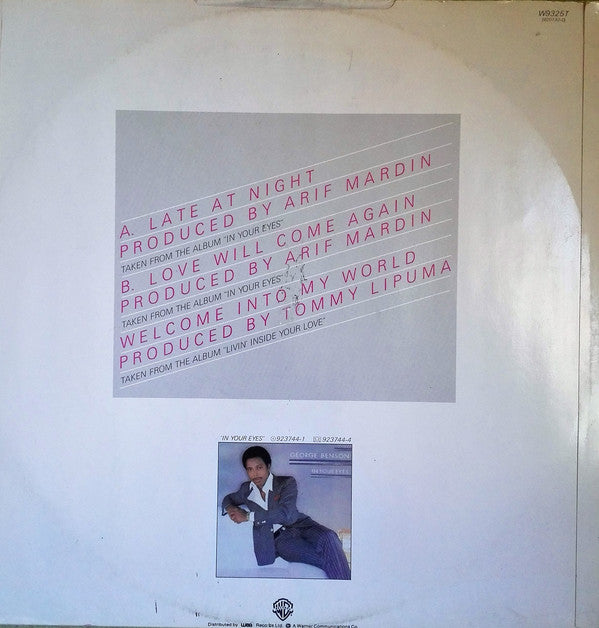 W9325T
A. LATE AT NIGHT
PRODUCED BY ARIF MARDIN
TAKEN FROM THE ALBUM "IN YOUR EYES"
B. LOVE WILL COME AGAIN
PRODUCED BY ARIF MARDIN
TAKEN FROM THE ALBUM "IN YOUR EYES"
WELCOME INTO MY WORLD
PRODUCED BY TOMMY LIPUMA
TAKEN FROM THE ALBUM "LIVIN' INSIDE YOUR LOVE"
"IN YOUR EYES" 923744-1 923744-4
GEORGE BENSON
IN YOUR EYES
Distributed by wea Records Ltd. A Warner Communications Co.